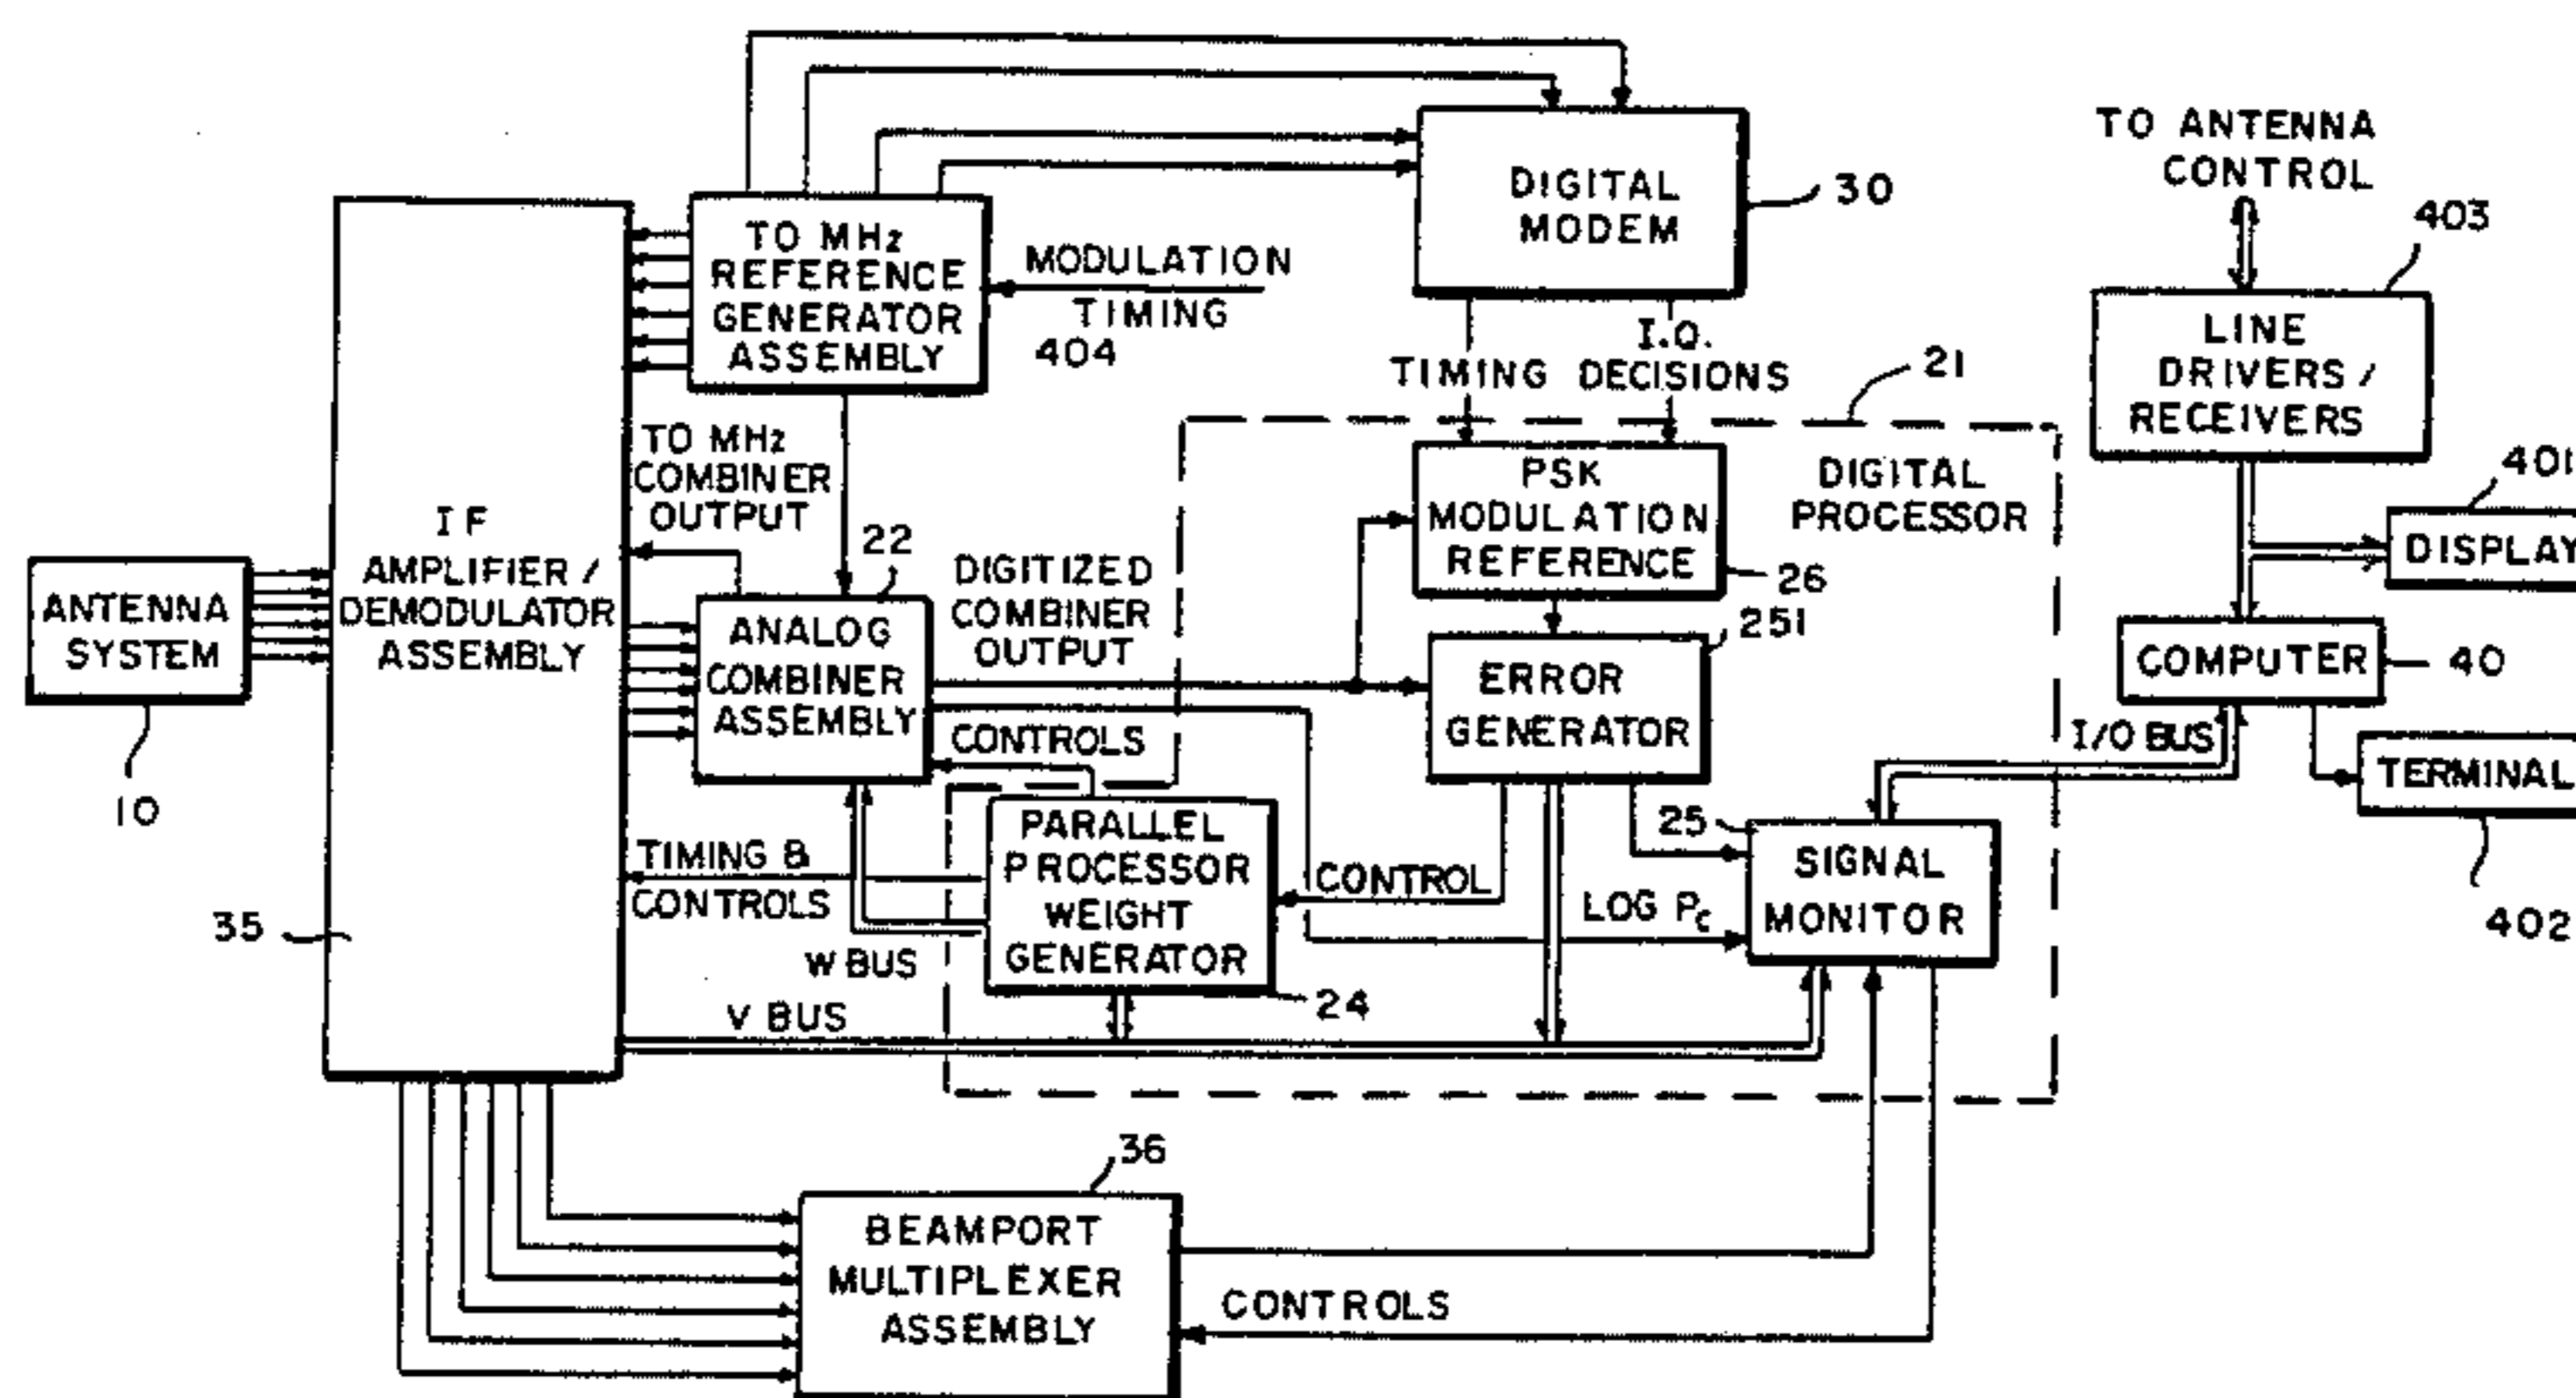 TO MHz
REFERENCE
GENERATOR
ASSEMBLY
MODULATION
TIMING
404
DIGITAL
MODEM
30
TO ANTENNA
CONTROL
403
LINE
DRIVERS/
RECEIVERS
TIMING
I.Q.
DECISIONS
21
401
DISPLAY
TO MHz
COMBINER
OUTPUT
IF
AMPLIFIER/
DEMODULATOR
ASSEMBLY
35
ANTENNA
SYSTEM
10
22
ANALOG
COMBINER
ASSEMBLY
DIGITIZED
COMBINER
OUTPUT
PSK
MODULATION
REFERENCE
26
DIGITAL
PROCESSOR
251
ERROR
GENERATOR
COMPUTER
40
I/O BUS
TERMINAL
402
CONTROLS
PARALLEL
PROCESSOR
WEIGHT
GENERATOR
24
TIMING &
CONTROLS
W BUS
V BUS
CONTROL
LOG Pc
25
SIGNAL
MONITOR
36
BEAMPORT
MULTIPLEXER
ASSEMBLY
CONTROLS